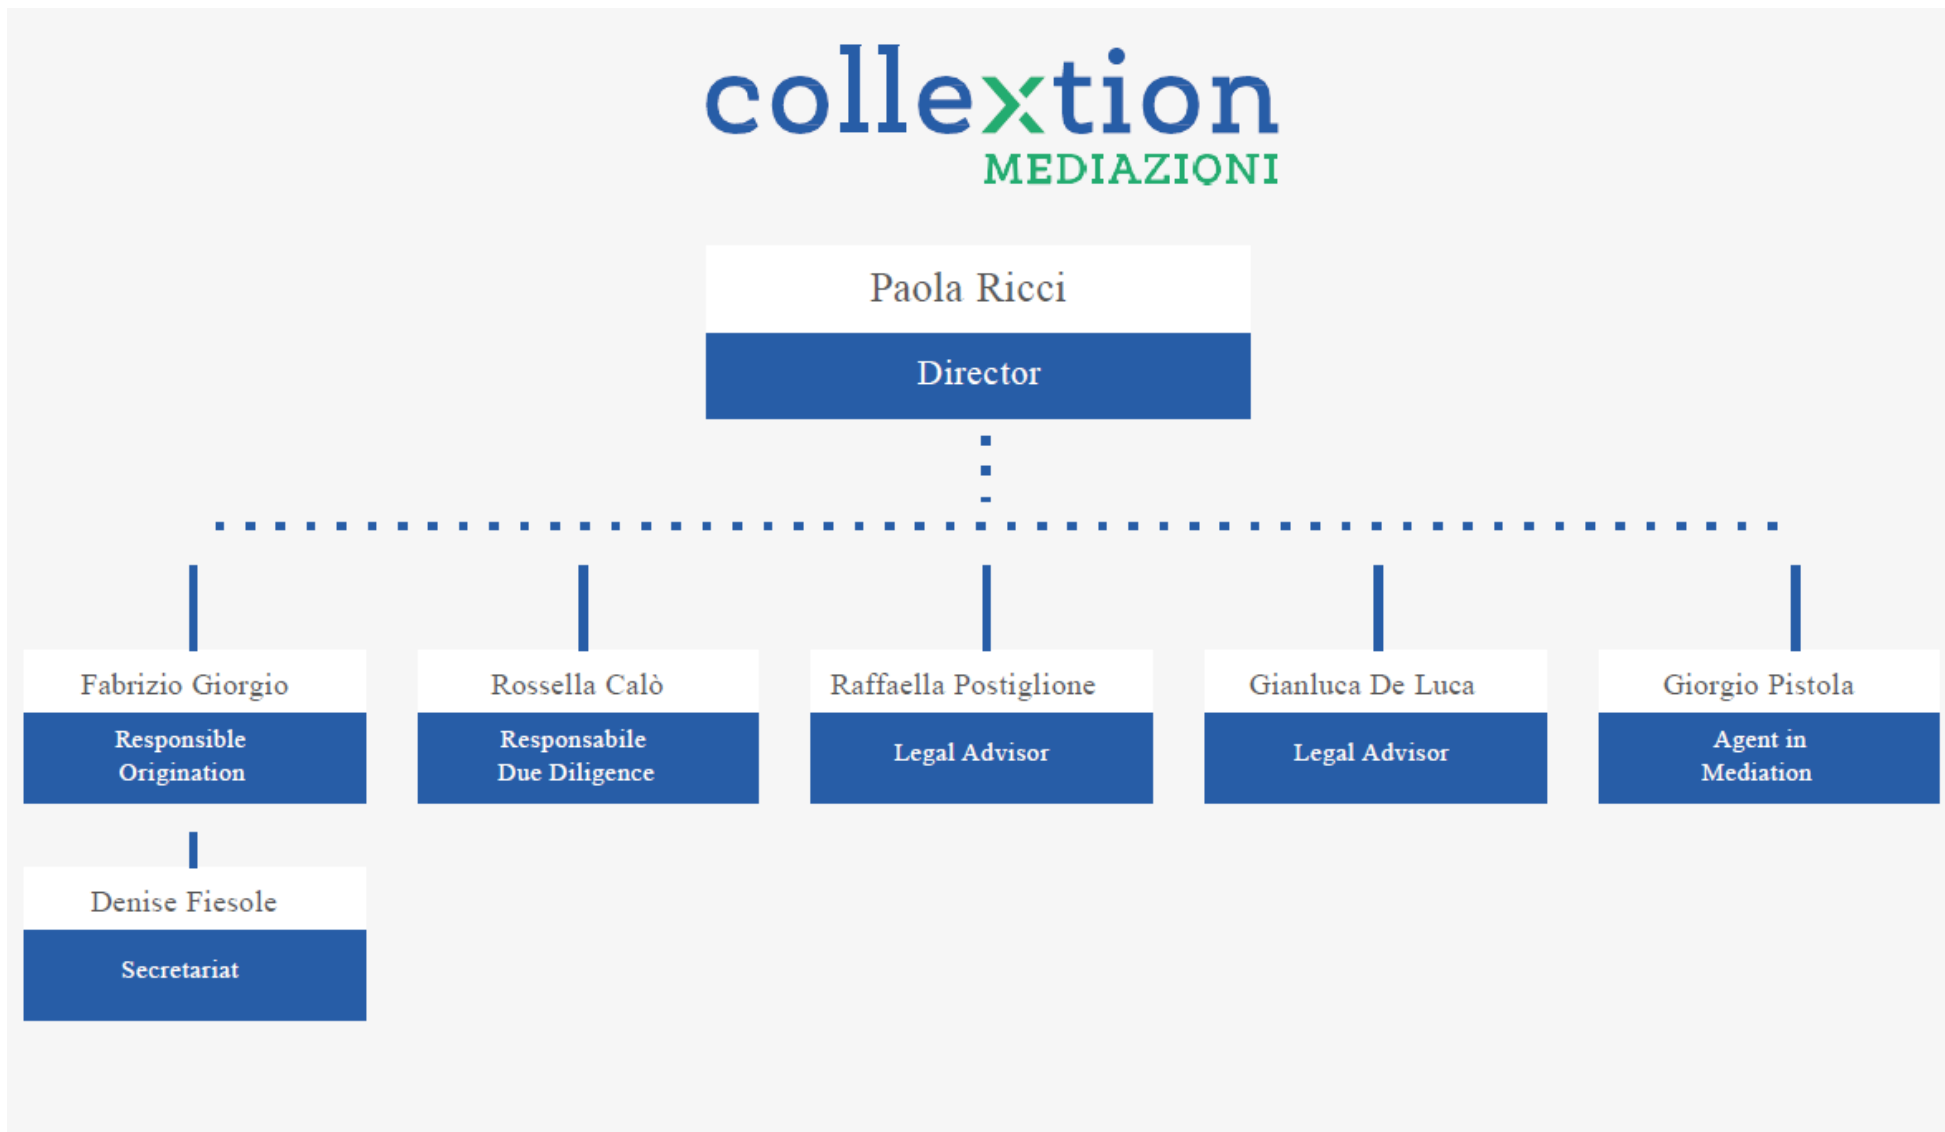 collextion
MEDIAZIONI
Paola Ricci
Director
Fabrizio Giorgio
Rossella Calò
Raffaella Postiglione
Gianluca De Luca
Giorgio Pistola
Responsible
Origination
Responsabile
Due Diligence
Legal Advisor
Legal Advisor
Agent in
Mediation
Denise Fiesole
Secretariat